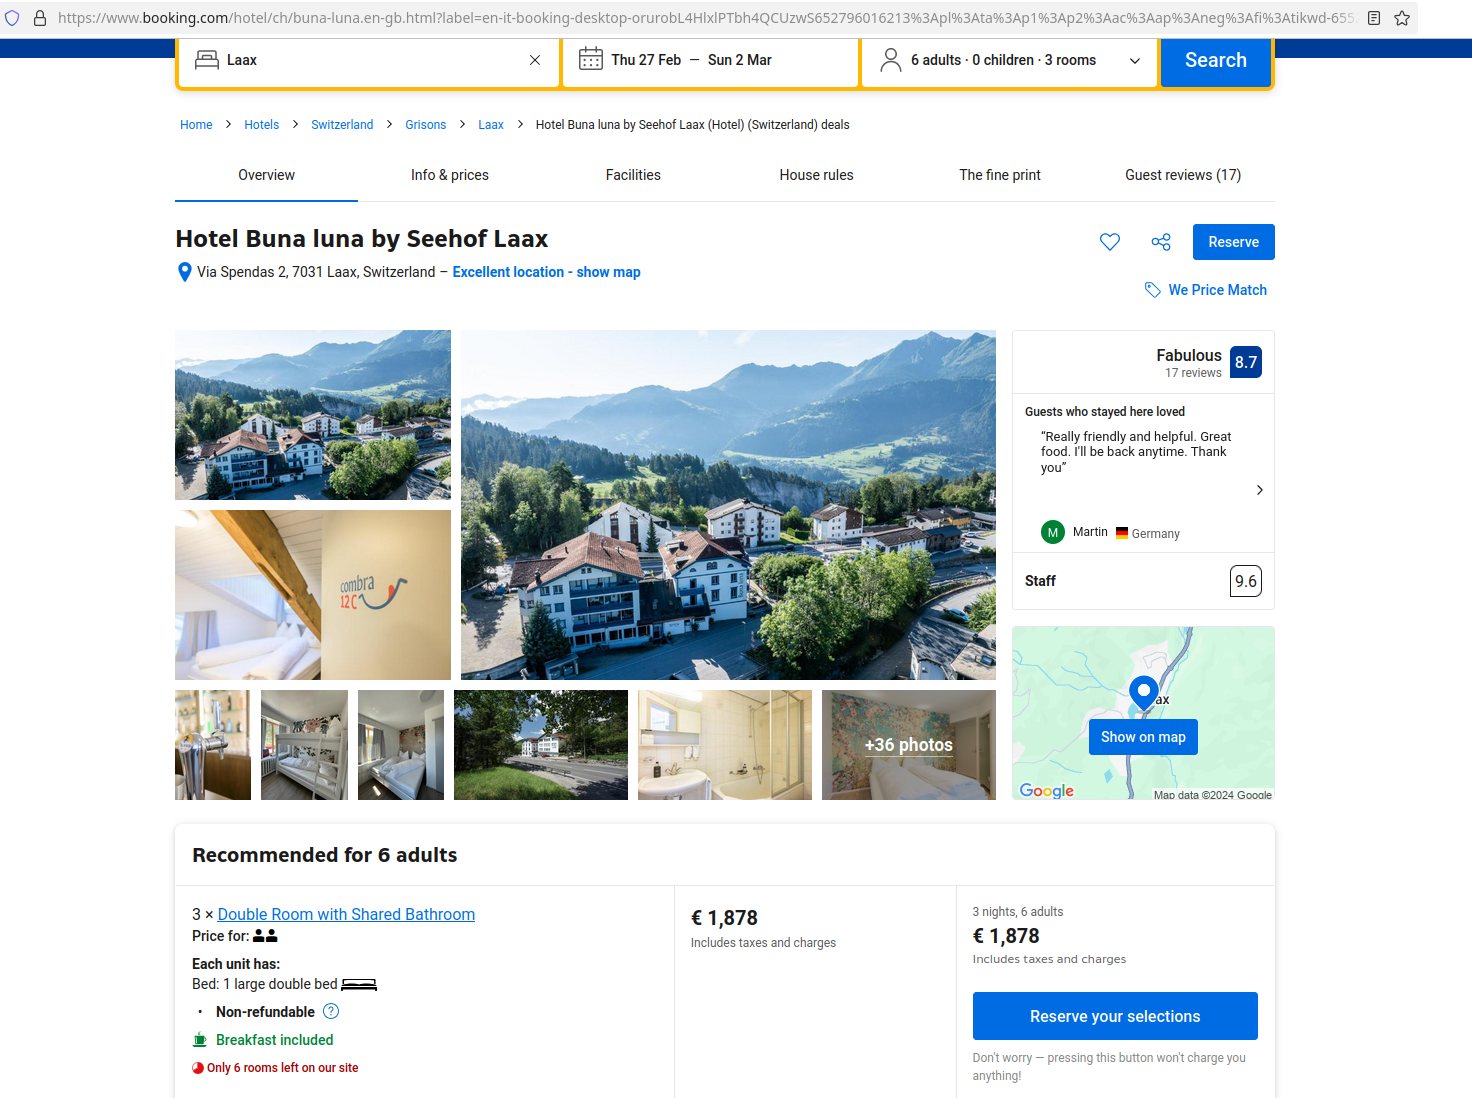 https://www.booking.com/hotel/ch/buna-luna.en-gb.html?label=en-it-booking-desktop-orurobL4HlxlPTbh4QCUzwS652796016213%3Apl%3Ata%3Ap1%3Ap2%3Aac%3Aap%3Aneg%3Afi%3Atikwd-655
Laax
Thu 27 Feb — Sun 2 Mar
6 adults · 0 children · 3 rooms
Search
Home > Hotels > Switzerland > Grisons > Laax > Hotel Buna luna by Seehof Laax (Hotel) (Switzerland) deals
Overview
Info & prices
Facilities
House rules
The fine print
Guest reviews (17)
Hotel Buna luna by Seehof Laax
Reserve
Via Spendas 2, 7031 Laax, Switzerland – Excellent location - show map
We Price Match
combra
12 C
+36 photos
Fabulous
17 reviews
8.7
Guests who stayed here loved
“Really friendly and helpful. Great
food. I'll be back anytime. Thank
you”
M Martin Germany
Staff
9.6
ax
Show on map
Google
Map data ©2024 Google
Recommended for 6 adults
3 × Double Room with Shared Bathroom
Price for:
Each unit has:
Bed: 1 large double bed
• Non-refundable ?
Breakfast included
Only 6 rooms left on our site
€ 1,878
Includes taxes and charges
3 nights, 6 adults
€ 1,878
Includes taxes and charges
Reserve your selections
Don't worry — pressing this button won't charge you
anything!